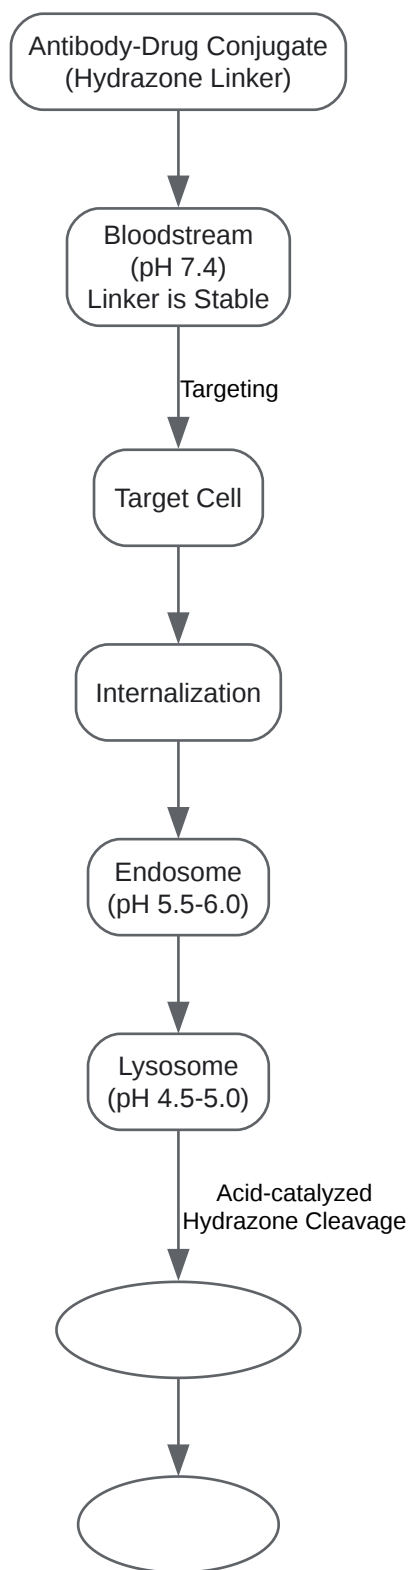 Antibody-Drug Conjugate
(Hydrazone Linker)
Bloodstream
(pH 7.4)
Linker is Stable
Targeting
Target Cell
Internalization
Endosome
(pH 5.5-6.0)
Lysosome
(pH 4.5-5.0)
Acid-catalyzed
Hydrazone Cleavage